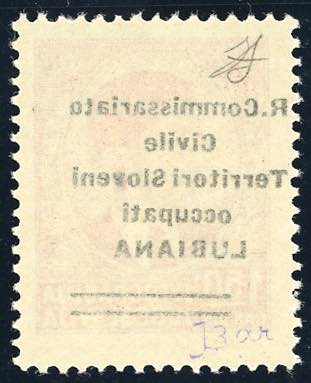 R. Commissariato
Civile
Territori Sloveni
occupati
LUBIANA